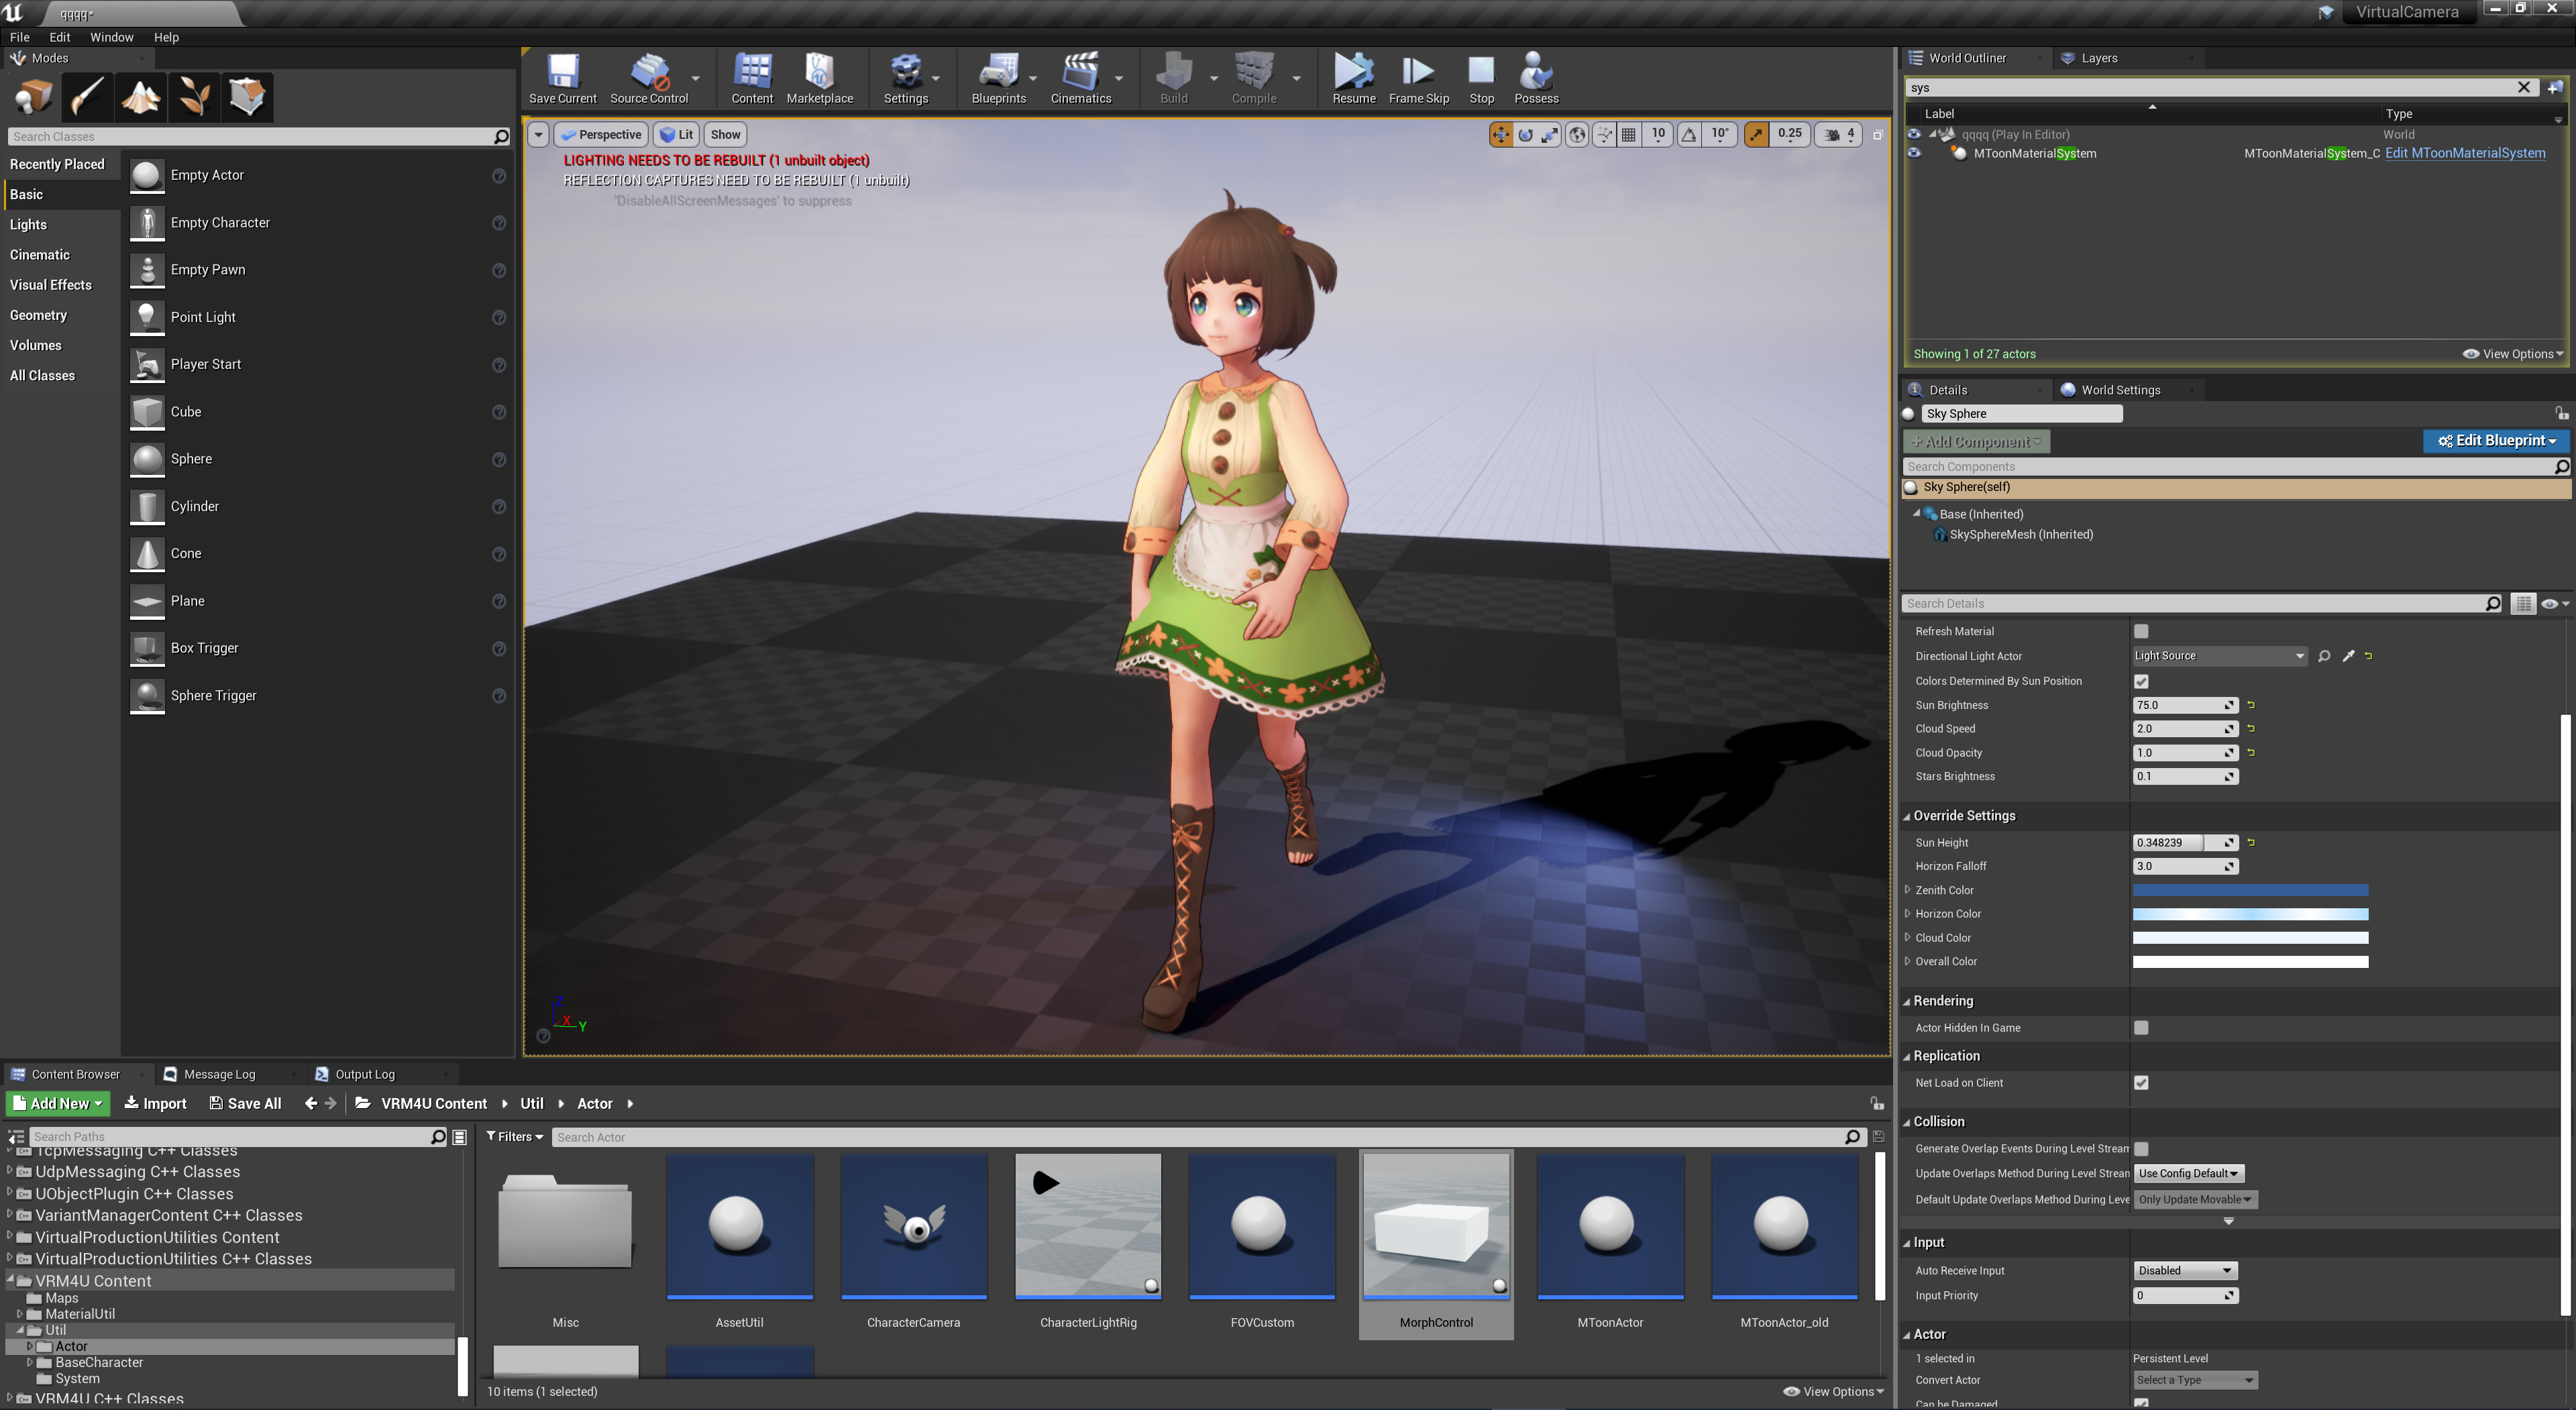 qqqq*
VirtualCamera
File Edit Window Help
Modes
Search Classes
Recently Placed
Basic
Lights
Cinematic
Visual Effects
Geometry
Volumes
All Classes
Empty Actor
Empty Character
Empty Pawn
Point Light
Player Start
Cube
Sphere
Cylinder
Cone
Plane
Box Trigger
Sphere Trigger
Save Current Source Control Content Marketplace Settings Blueprints Cinematics Build Compile Resume Frame Skip Stop Possess
Perspective Lit Show 10 10° 0.25 4
LIGHTING NEEDS TO BE REBUILT (1 unbuilt object)
REFLECTION CAPTURES NEED TO BE REBUILT (1 unbuilt)
'DisableAllScreenMessages' to suppress
Z
X
Y
World Outliner Layers
sys
Label Type
qqqq (Play In Editor) World
MToonMaterialSystem MToonMaterialSystem_C Edit MToonMaterialSystem
Showing 1 of 27 actors View Options
Details World Settings
Sky Sphere
+ Add Component Edit Blueprint
Search Components
Sky Sphere(self)
Base (Inherited)
SkySphereMesh (Inherited)
Search Details
Refresh Material
Directional Light Actor Light Source
Colors Determined By Sun Position
Sun Brightness 75.0
Cloud Speed 2.0
Cloud Opacity 1.0
Stars Brightness 0.1
Override Settings
Sun Height 0.348239
Horizon Falloff 3.0
Zenith Color
Horizon Color
Cloud Color
Overall Color
Rendering
Actor Hidden In Game
Replication
Net Load on Client
Collision
Generate Overlap Events During Level Stream
Update Overlaps Method During Level Strean Use Config Default
Default Update Overlaps Method During Leve Only Update Movable
Input
Auto Receive Input Disabled
Input Priority 0
Actor
1 selected in Persistent Level
Convert Actor Select a Type
Can be Damaged
Content Browser Message Log Output Log
Add New Import Save All VRM4U Content Util Actor
Search Paths
TcpMessaging C++ Classes
UdpMessaging C++ Classes
UObjectPlugin C++ Classes
VariantManagerContent C++ Classes
VirtualProductionUtilities Content
VirtualProductionUtilities C++ Classes
VRM4U Content
Maps
MaterialUtil
Util
Actor
BaseCharacter
System
VRM4U C++ Classes
Filters Search Actor
Misc AssetUtil CharacterCamera CharacterLightRig FOVCustom MorphControl MToonActor MToonActor_old
10 items (1 selected) View Options